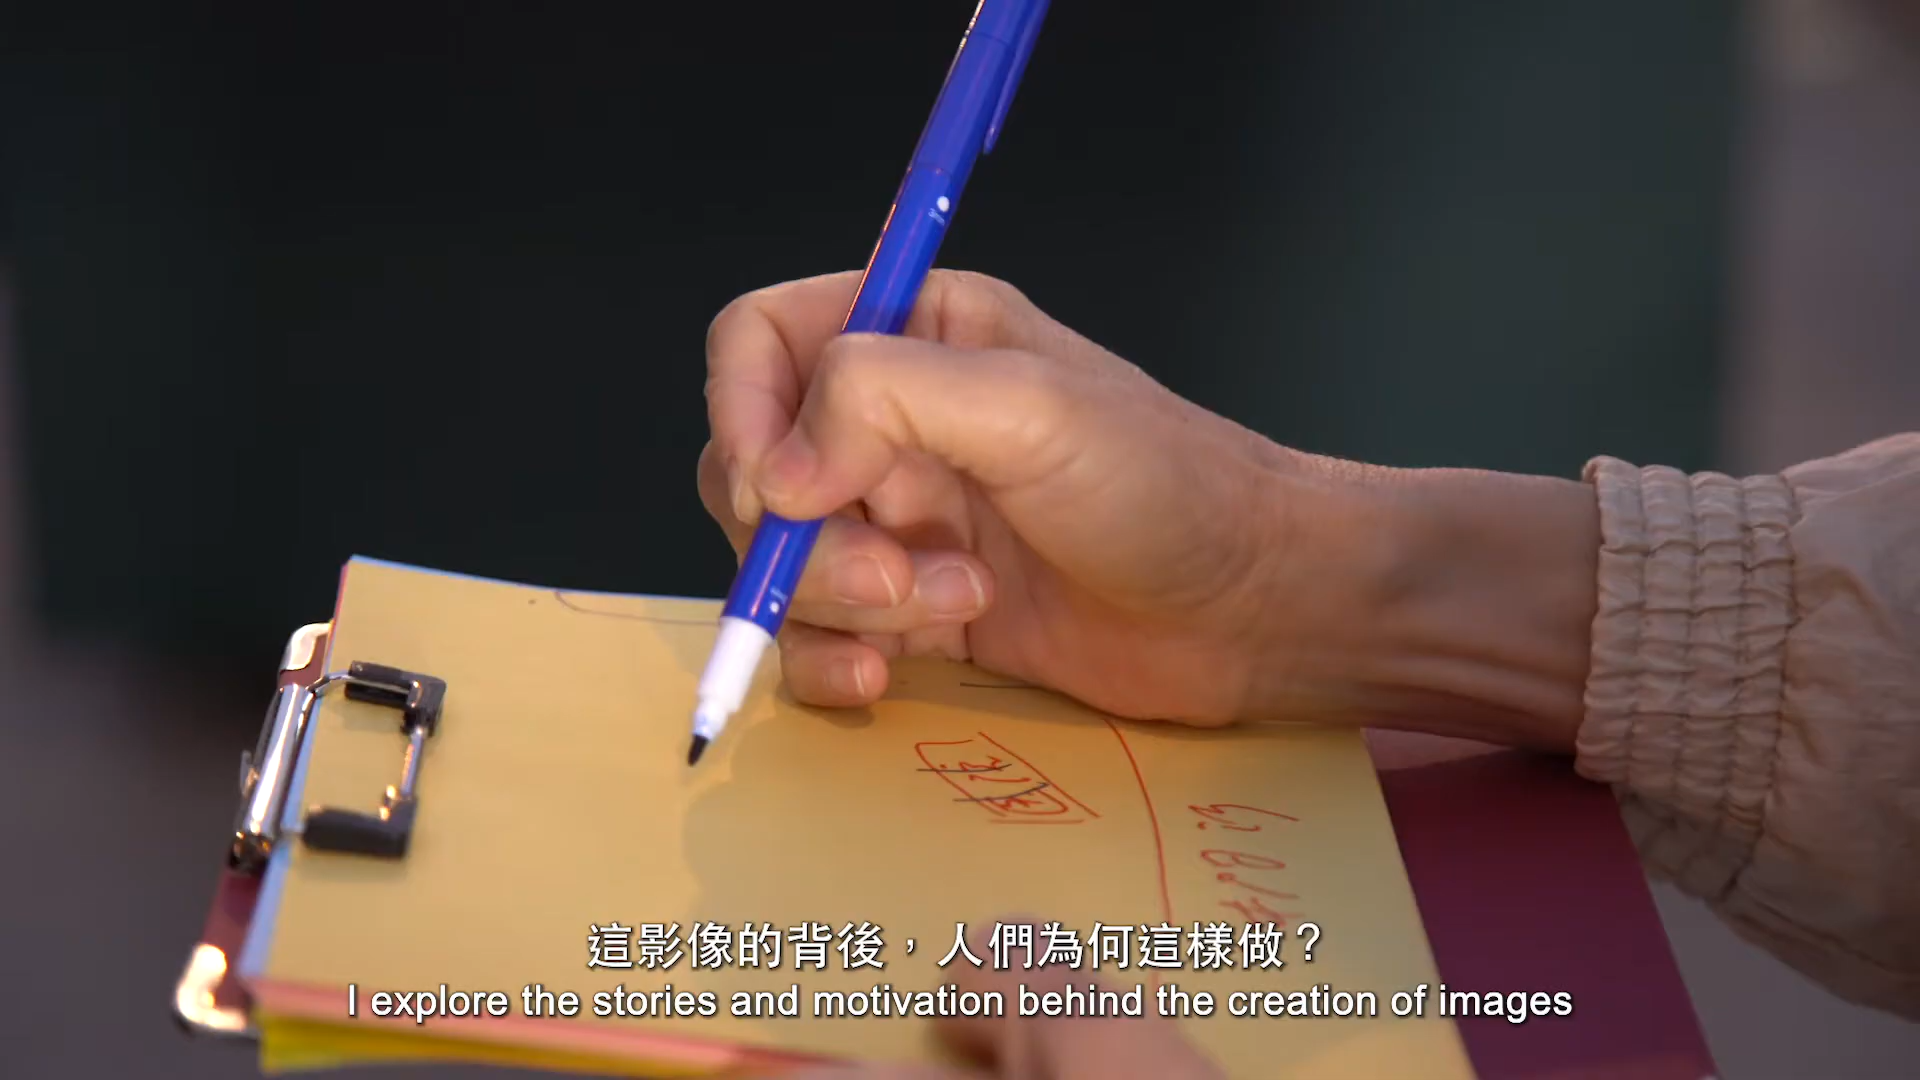 這影像的背後，人們為何這樣做？
I explore the stories and motivation behind the creation of images